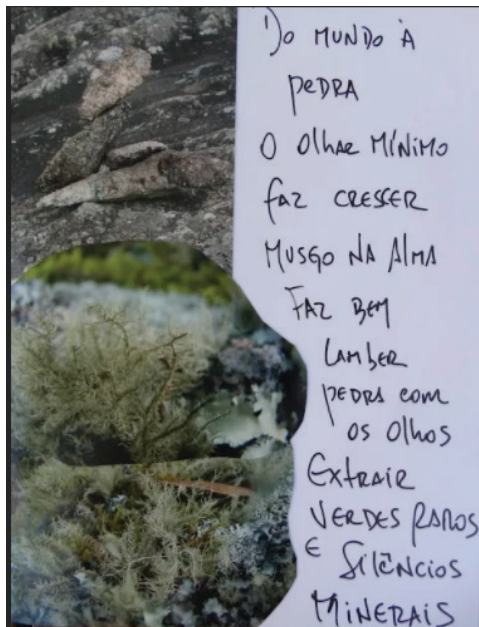 Do MUNDO À
PEDRA
O Olhar MÍNIMO
FAZ CRESCER
MUSGO NA AlMA
FAZ BEM
LAMBER
PEDRA com
os olhos
Extrair
VERDES RAROS
E Silêncios
MINERAIS